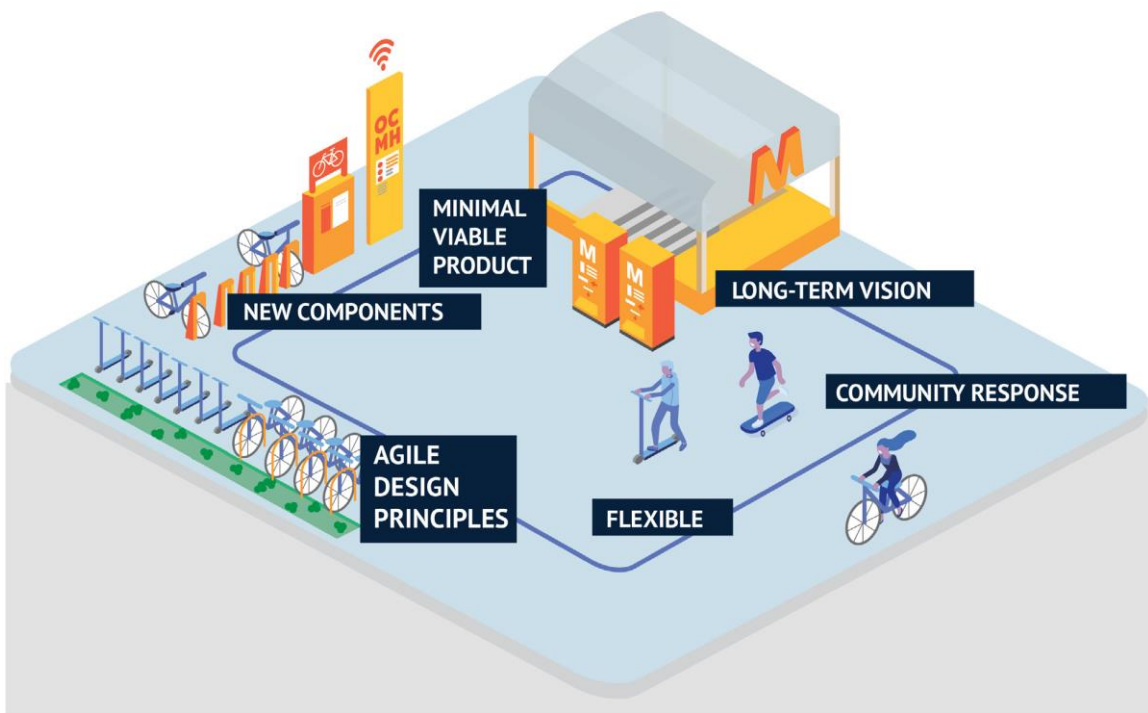 OC
MH
M
MINIMAL
VIABLE
PRODUCT
M
M
LONG-TERM VISION
NEW COMPONENTS
COMMUNITY RESPONSE
AGILE
DESIGN
PRINCIPLES
FLEXIBLE